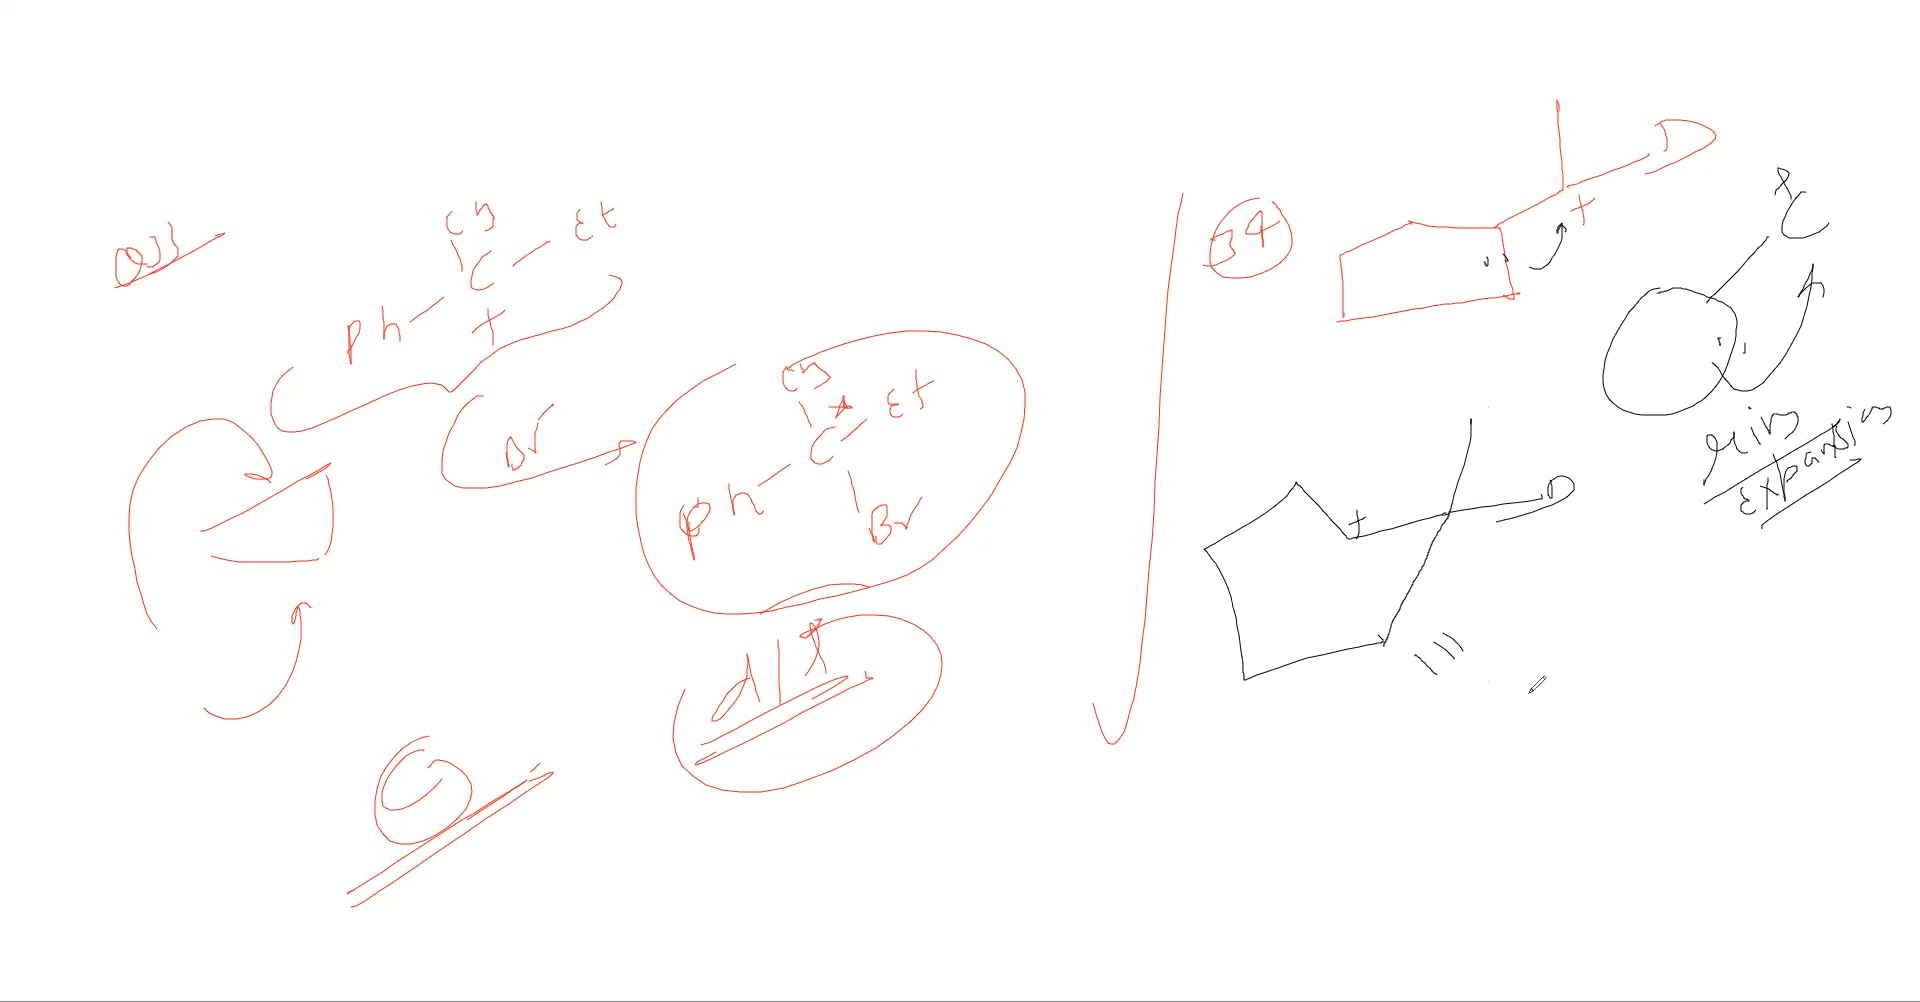 Q33
CH3
Et
C
Ph
+
Br
CH3
*
Et
C
Ph
Br
d/l
34
D
+
+
C
Ring
Expansion
+
D